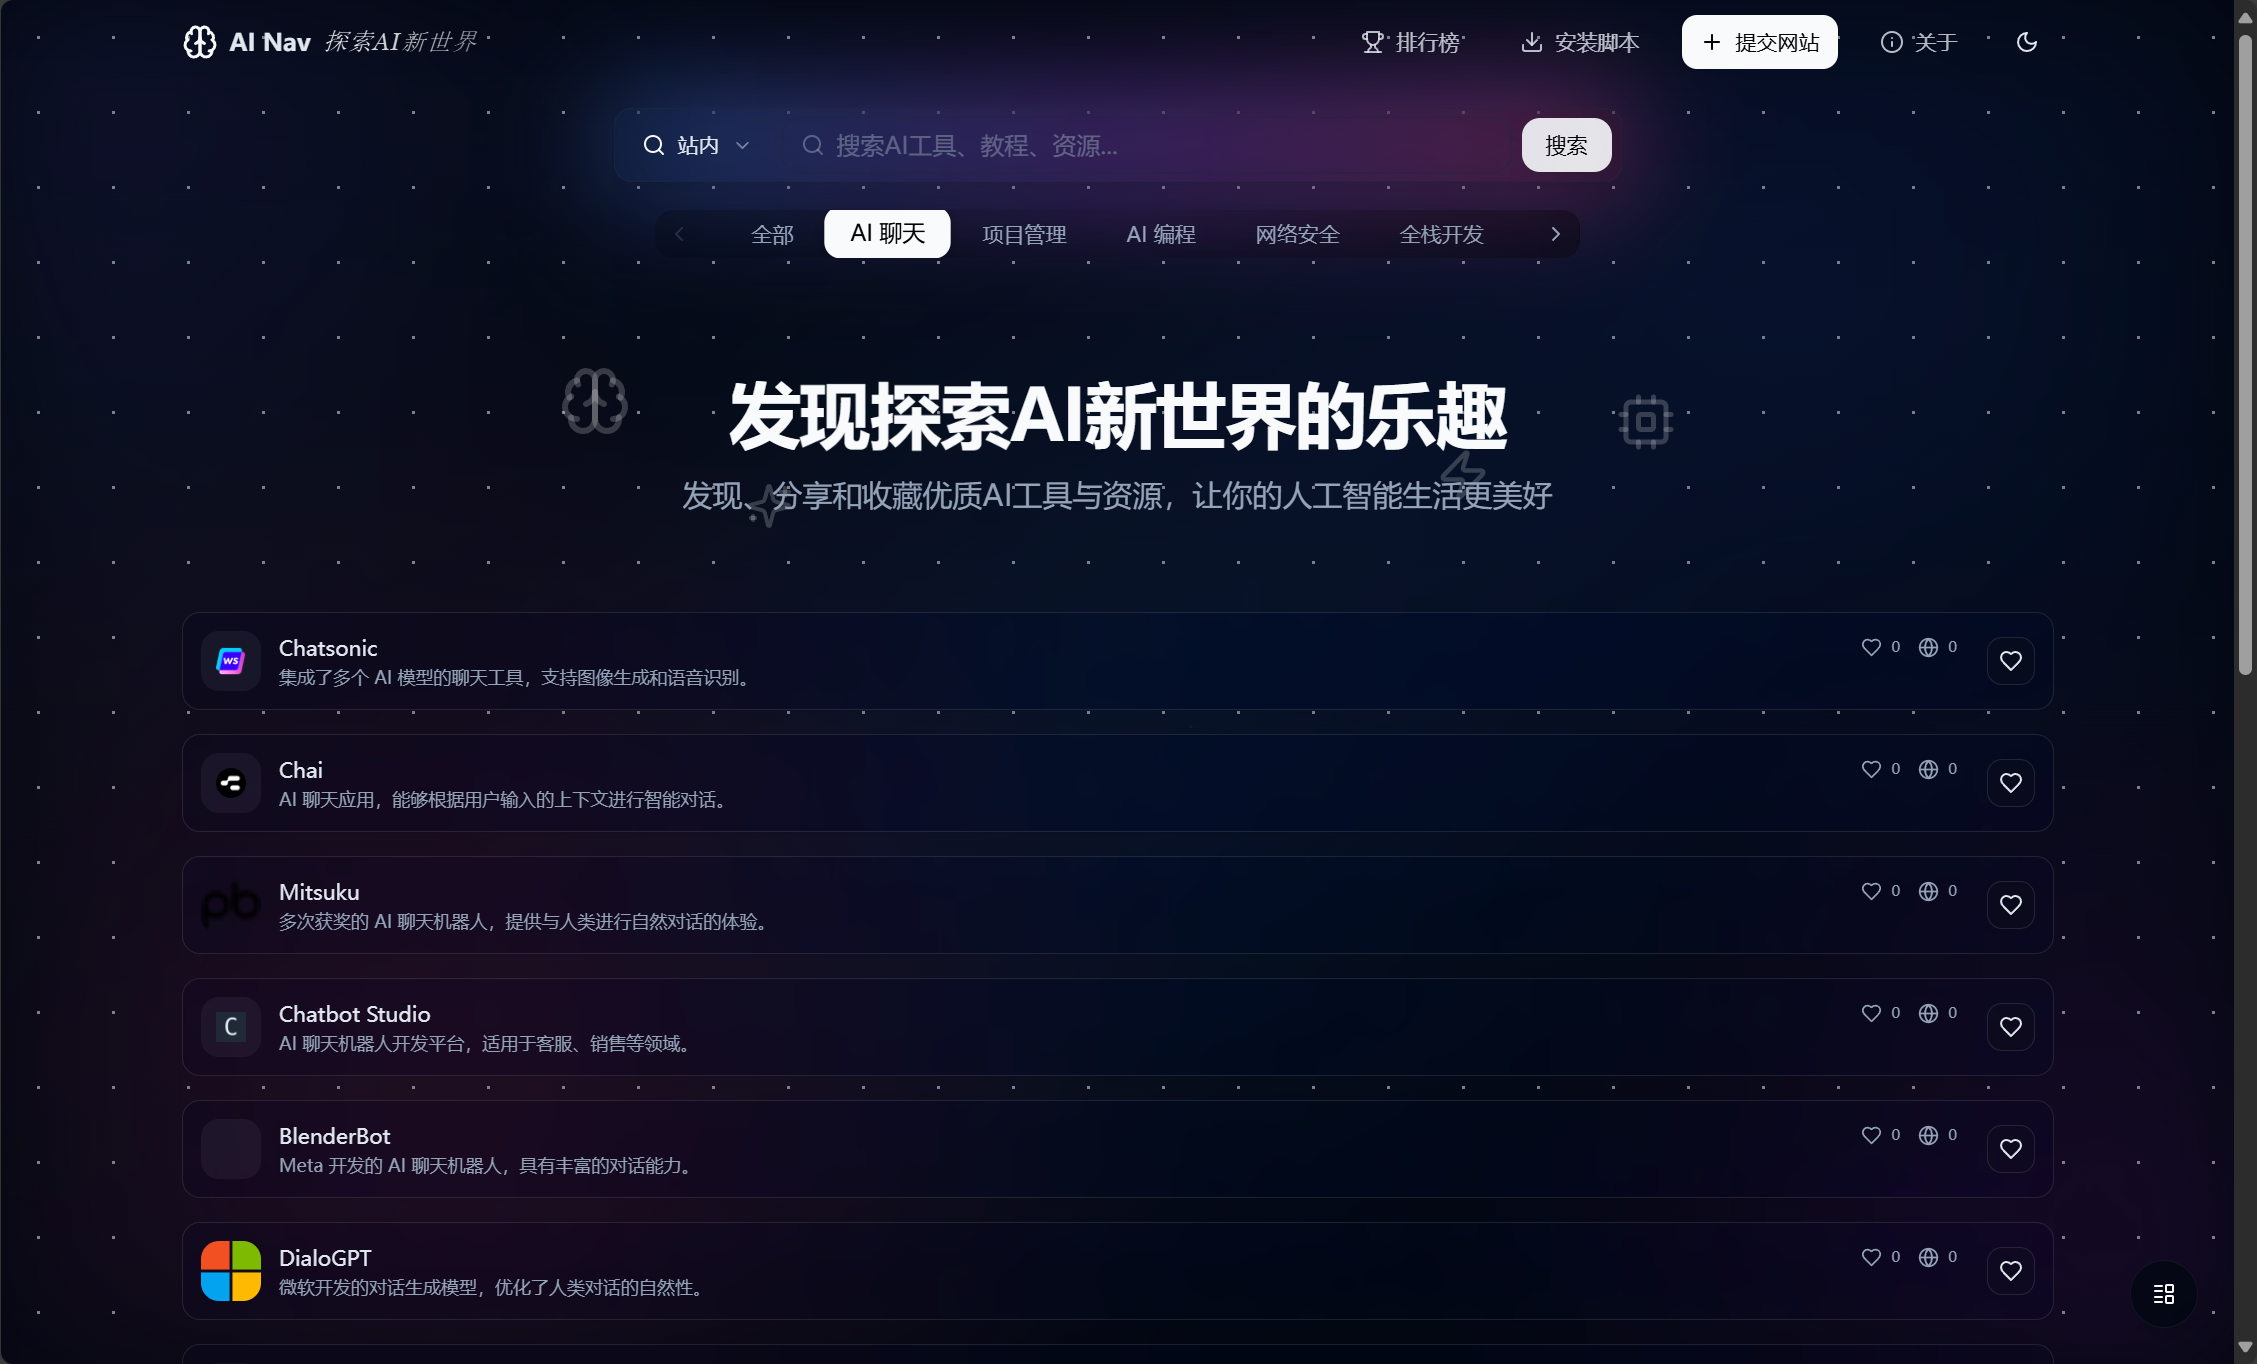 AI Nav 探索AI新世界 排行榜 安装脚本 提交网站 关于
站内 搜索AI工具、教程、资源... 搜索
全部 AI 聊天 项目管理 AI 编程 网络安全 全栈开发
发现探索AI新世界的乐趣
发现、分享和收藏优质AI工具与资源，让你的人工智能生活更美好
ws
Chatsonic 0 0
集成了多个 AI 模型的聊天工具，支持图像生成和语音识别。
Chai 0 0
AI 聊天应用，能够根据用户输入的上下文进行智能对话。
pb
Mitsuku 0 0
多次获奖的 AI 聊天机器人，提供与人类进行自然对话的体验。
C
Chatbot Studio 0 0
AI 聊天机器人开发平台，适用于客服、销售等领域。
BlenderBot 0 0
Meta 开发的 AI 聊天机器人，具有丰富的对话能力。
DialoGPT 0 0
微软开发的对话生成模型，优化了人类对话的自然性。